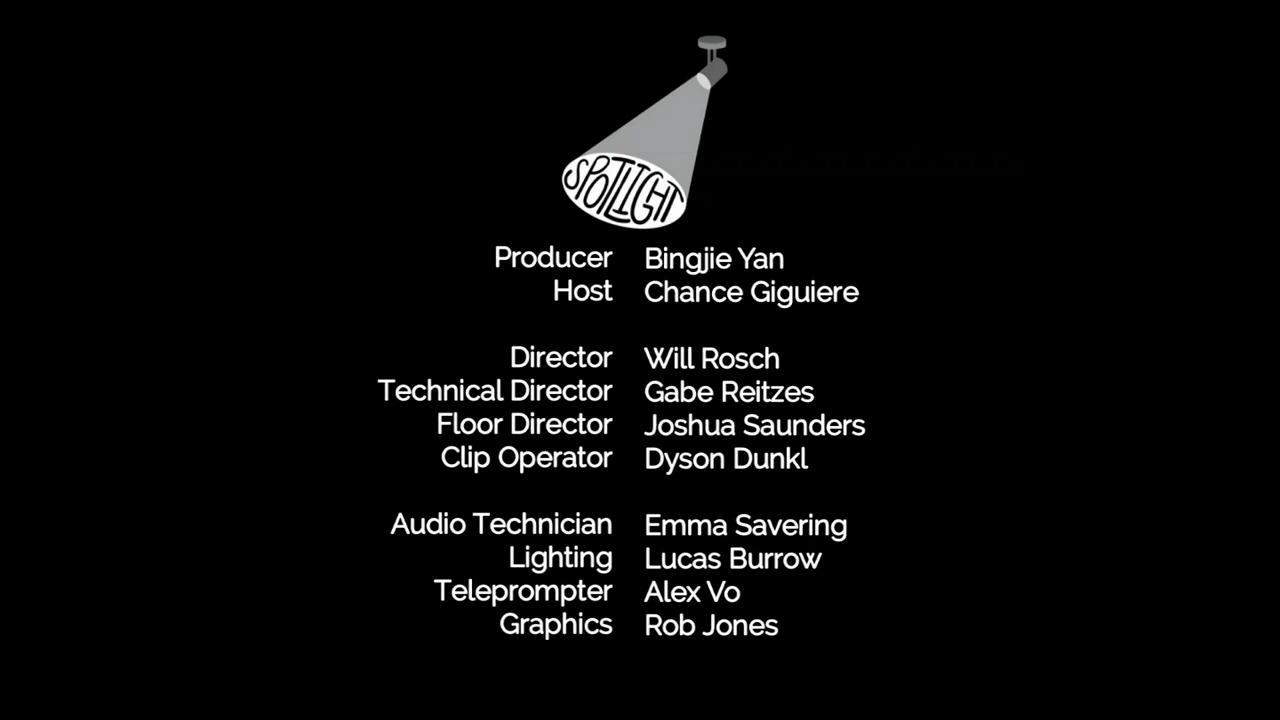 SPOTLIGHT
Producer Bingjie Yan
Host Chance Giguiere
Director Will Rosch
Technical Director Gabe Reitzes
Floor Director Joshua Saunders
Clip Operator Dyson Dunkl
Audio Technician Emma Savering
Lighting Lucas Burrow
Teleprompter Alex Vo
Graphics Rob Jones